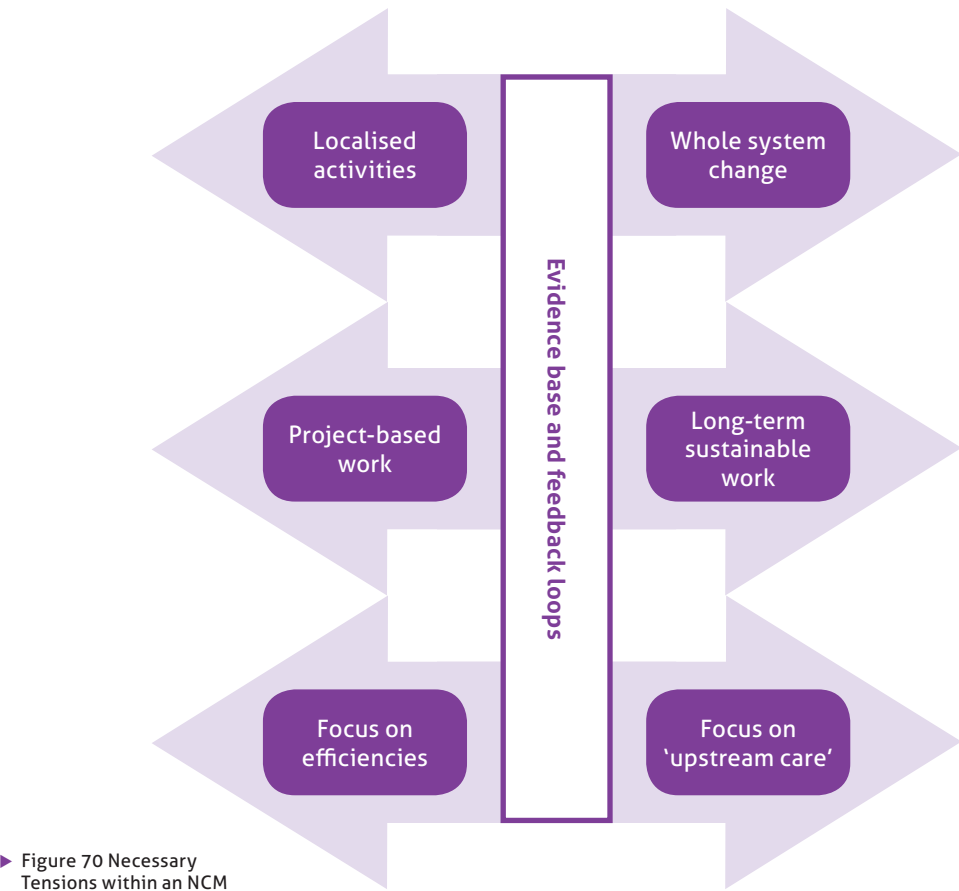 Localised
activities
Whole system
change
Evidence base and feedback loops
Project-based
work
Long-term
sustainable
work
Focus on
efficiencies
Focus on
‘upstream care’
▶ Figure 70 Necessary
Tensions within an NCM